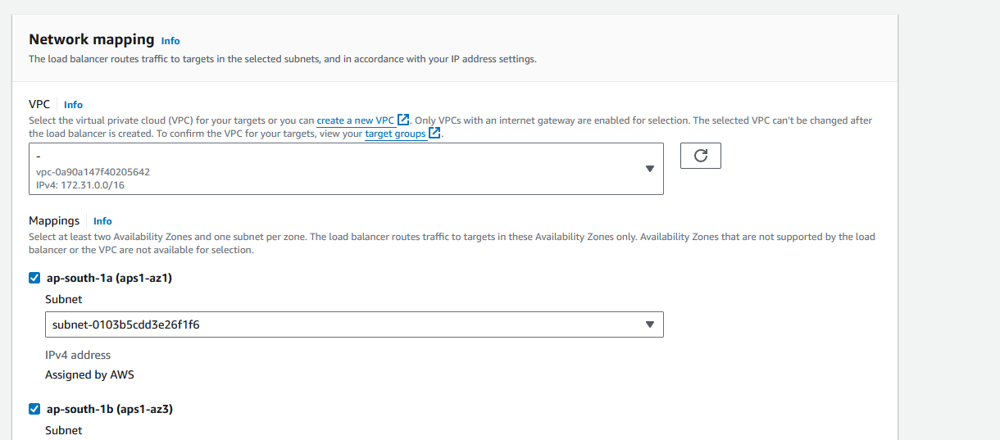 Network mapping Info
The load balancer routes traffic to targets in the selected subnets, and in accordance with your IP address settings.
VPC Info
Select the virtual private cloud (VPC) for your targets or you can create a new VPC. Only VPCs with an internet gateway are enabled for selection. The selected VPC can't be changed after
the load balancer is created. To confirm the VPC for your targets, view your target groups.
-
vpc-0a90a147f40205642
IPv4: 172.31.0.0/16
Mappings Info
Select at least two Availability Zones and one subnet per zone. The load balancer routes traffic to targets in these Availability Zones only. Availability Zones that are not supported by the load
balancer or the VPC are not available for selection.
ap-south-1a (aps1-az1)
Subnet
subnet-0103b5cdd3e26f1f6
IPv4 address
Assigned by AWS
ap-south-1b (aps1-az3)
Subnet